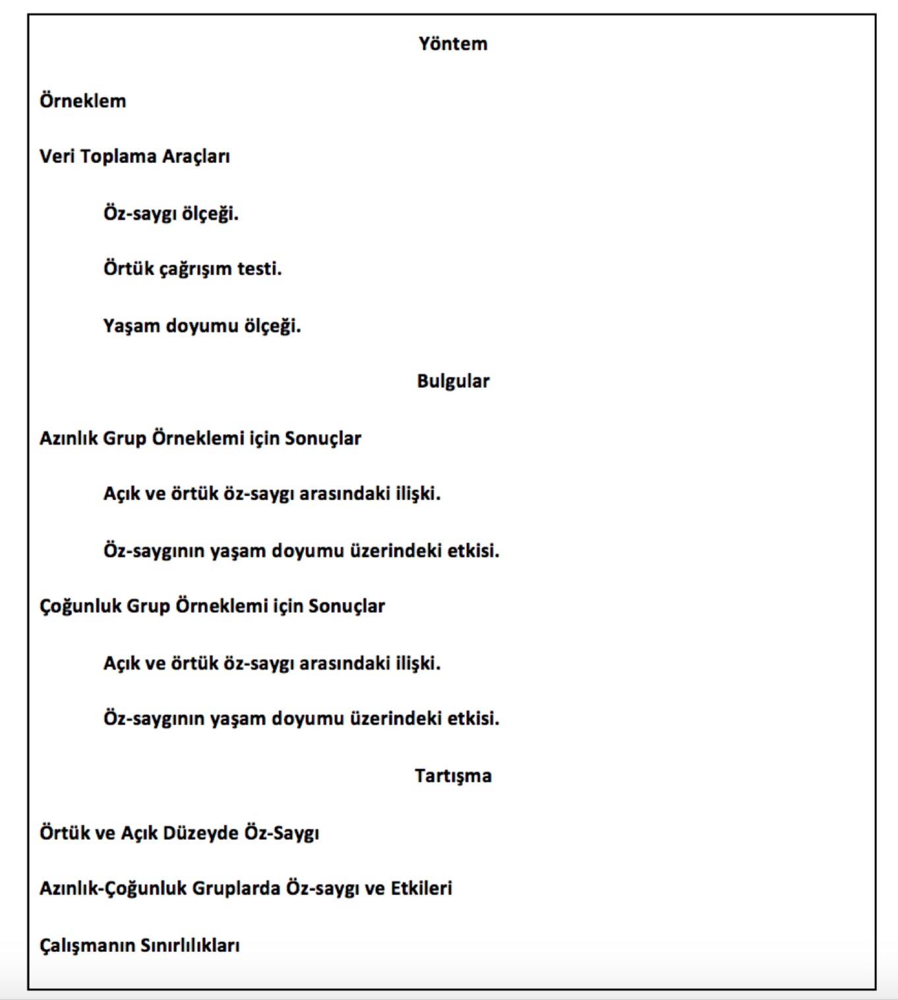 Yöntem
Örneklem
Veri Toplama Araçları
Öz-saygı ölçeği.
Örtük çağrışım testi.
Yaşam doyumu ölçeği.
Bulgular
Azınlık Grup Örneklemi için Sonuçlar
Açık ve örtük öz-saygı arasındaki ilişki.
Öz-saygının yaşam doyumu üzerindeki etkisi.
Çoğunluk Grup Örneklemi için Sonuçlar
Açık ve örtük öz-saygı arasındaki ilişki.
Öz-saygının yaşam doyumu üzerindeki etkisi.
Tartışma
Örtük ve Açık Düzeyde Öz-Saygı
Azınlık-Çoğunluk Gruplarda Öz-saygı ve Etkileri
Çalışmanın Sınırlılıkları